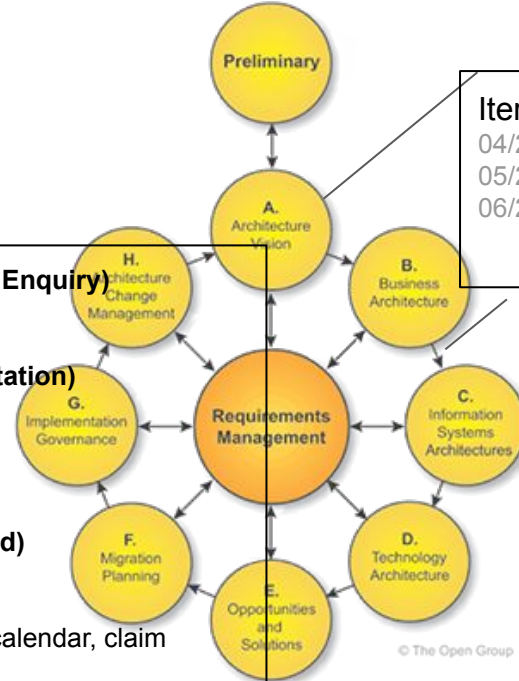 Preliminary
Iter
04/2
05/2
06/2
A.
Architecture
Vision
Enquiry)
H.
Architecture
Change
Management
B.
Business
Architecture
tation)
G.
Implementation
Governance
Requirements
Management
C.
Information
Systems
Architectures
d)
F.
Migration
Planning
D.
Technology
Architecture
E.
Opportunities
and
Solutions
calendar, claim
© The Open Group